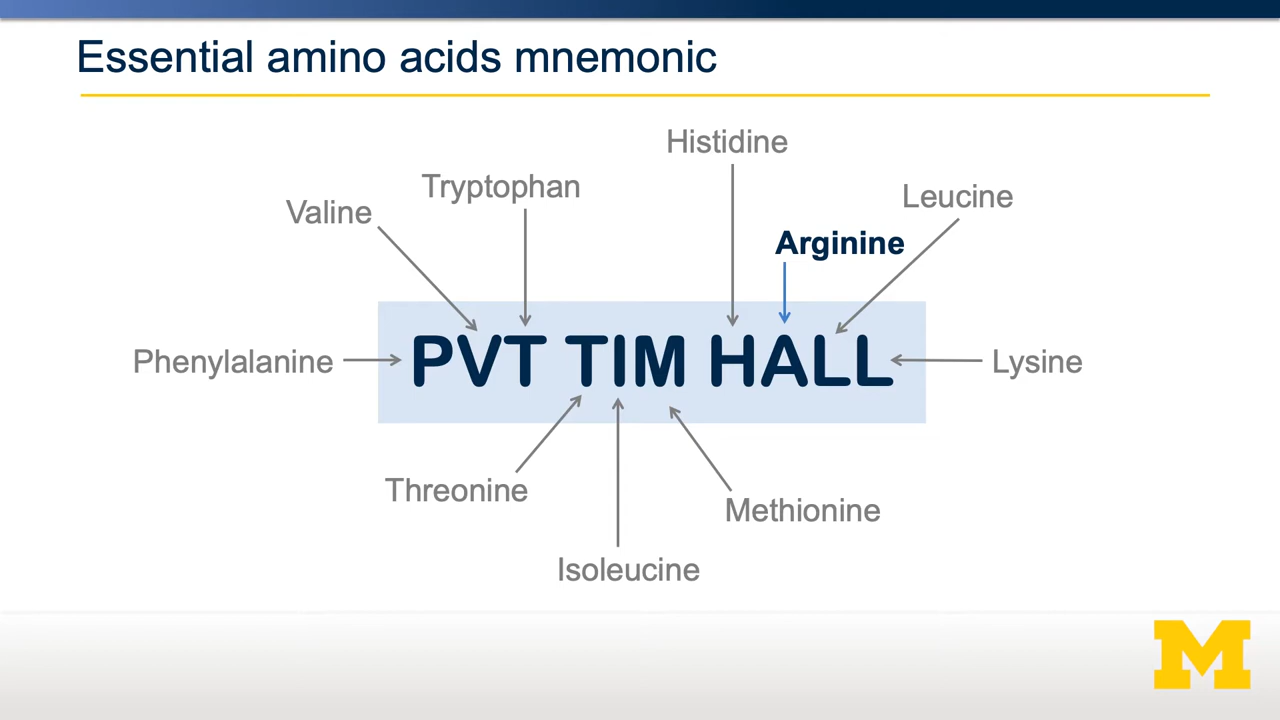 Essential amino acids mnemonic
Histidine
Tryptophan
Leucine
Valine
Arginine
PVT TIM HALL
Phenylalanine
Lysine
Threonine
Methionine
Isoleucine
M